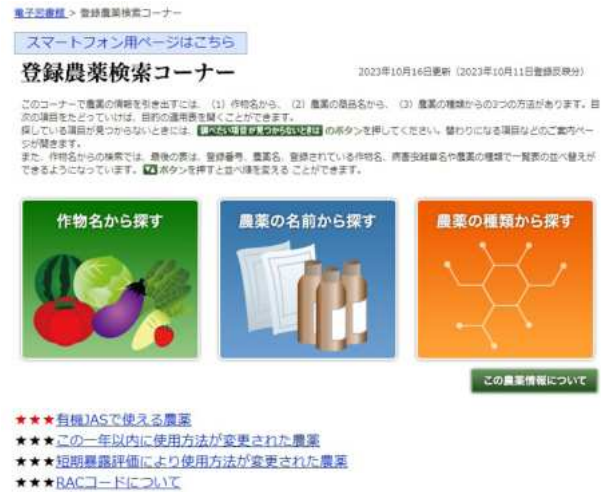 電子図書館 > 登録農薬検索コーナー
スマートフォン用ページはこちら
登録農薬検索コーナー
2023年10月16日更新（2023年10月11日登録反映分）
このコーナーで農薬の情報を引き出すには、（1）作物名から、（2）農薬の商品名から、（3）農薬の種類からの3つの方法があります。目
次の項目をたどっていけば、目的の適用表を開くことができます。
探している項目が見つからないときには、調べたい項目が見つからないときは のボタンを押してください。替わりになる項目などのご案内ペー
ジが開きます。
また、作物名からの検索では、最後の表は、登録番号、農薬名、登録されている作物名、病害虫雑草名や農薬の種類で一覧表の並べ替えが
できるようになっています。▽▲ボタンを押すと並べ順を変える ことができます。
作物名から探す
農薬の名前から探す
農薬の種類から探す
この農薬情報について
★★★有機JASで使える農薬
★★★この一年以内に使用方法が変更された農薬
★★★短期暴露評価により使用方法が変更された農薬
★★★RACコードについて